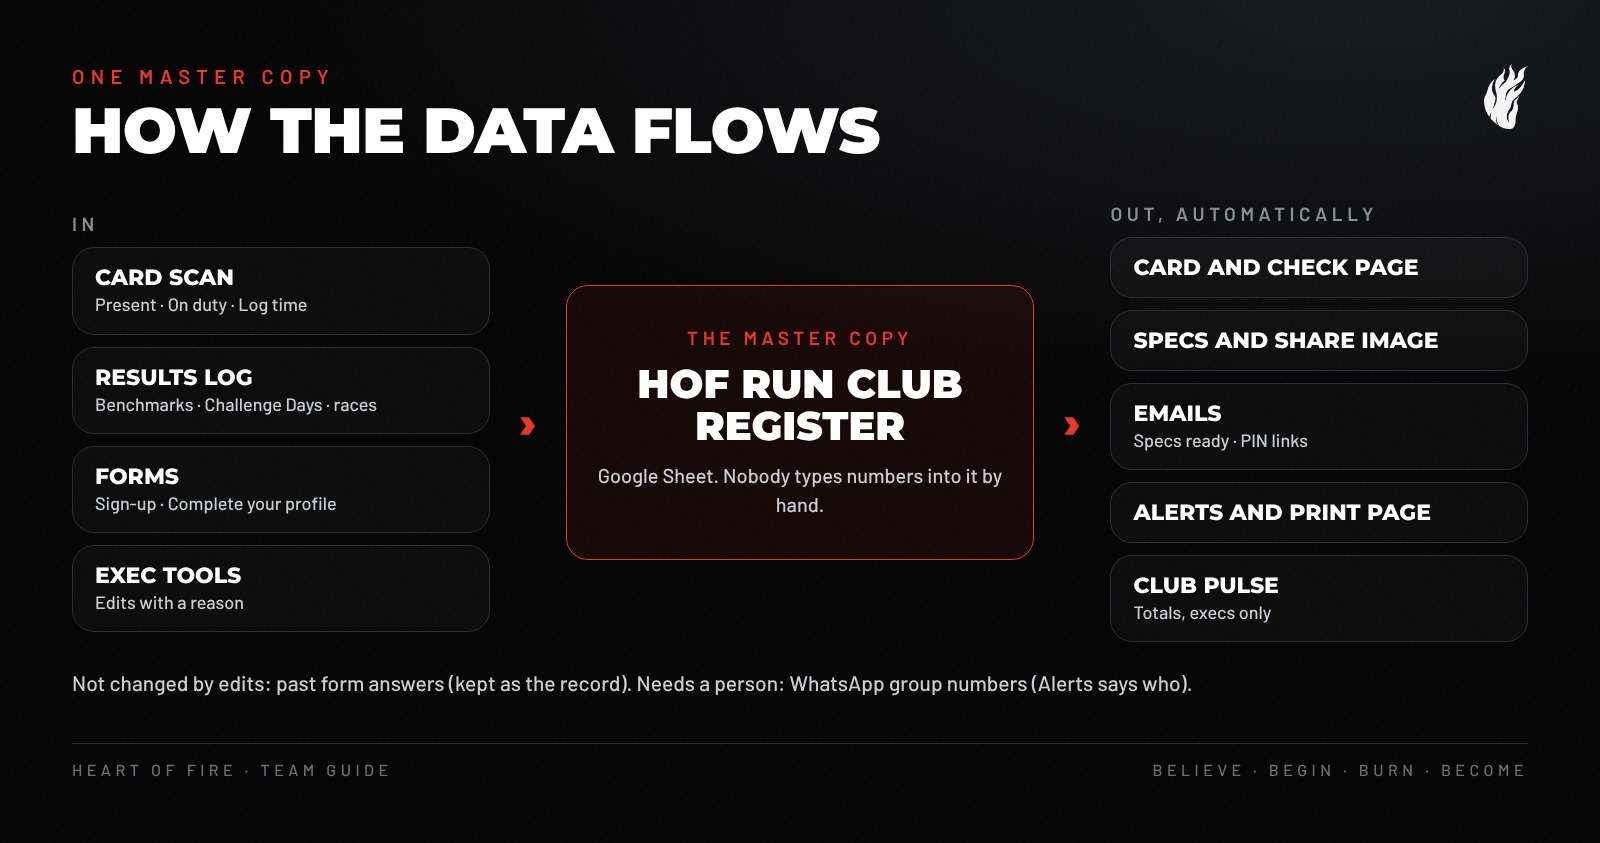 ONE MASTER COPY
HOW THE DATA FLOWS
IN
CARD SCAN
Present · On duty · Log time
RESULTS LOG
Benchmarks · Challenge Days · races
FORMS
Sign-up · Complete your profile
EXEC TOOLS
Edits with a reason
›
THE MASTER COPY
HOF RUN CLUB
REGISTER
Google Sheet. Nobody types numbers into it by
hand.
›
OUT, AUTOMATICALLY
CARD AND CHECK PAGE
SPECS AND SHARE IMAGE
EMAILS
Specs ready · PIN links
ALERTS AND PRINT PAGE
CLUB PULSE
Totals, execs only
Not changed by edits: past form answers (kept as the record). Needs a person: WhatsApp group numbers (Alerts says who).
HEART OF FIRE · TEAM GUIDE
BELIEVE · BEGIN · BURN · BECOME